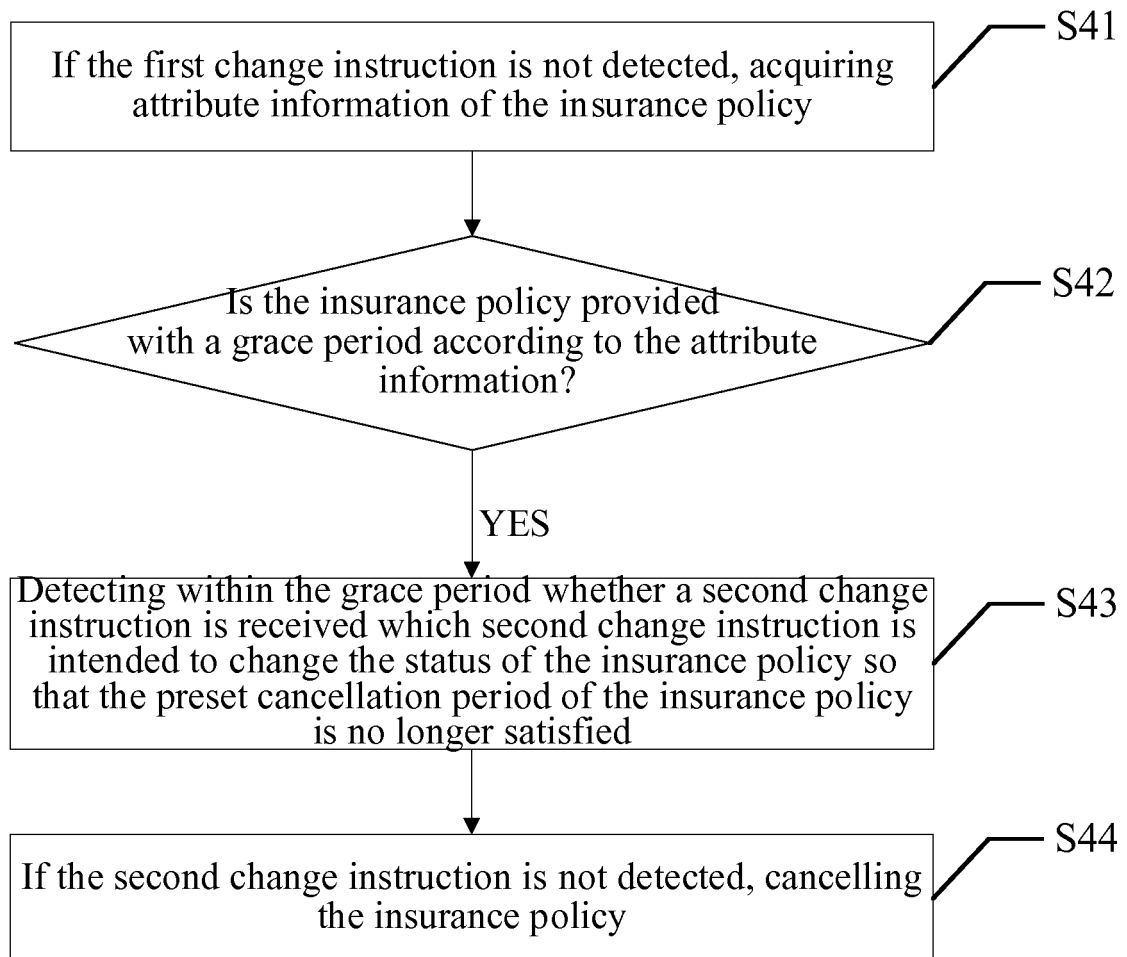 S41
If the first change instruction is not detected, acquiring
attribute information of the insurance policy
S42
Is the insurance policy provided
with a grace period according to the attribute
information?
YES
S43
Detecting within the grace period whether a second change
instruction is received which second change instruction is
intended to change the status of the insurance policy so
that the preset cancellation period of the insurance policy
is no longer satisfied
S44
If the second change instruction is not detected, cancelling
the insurance policy